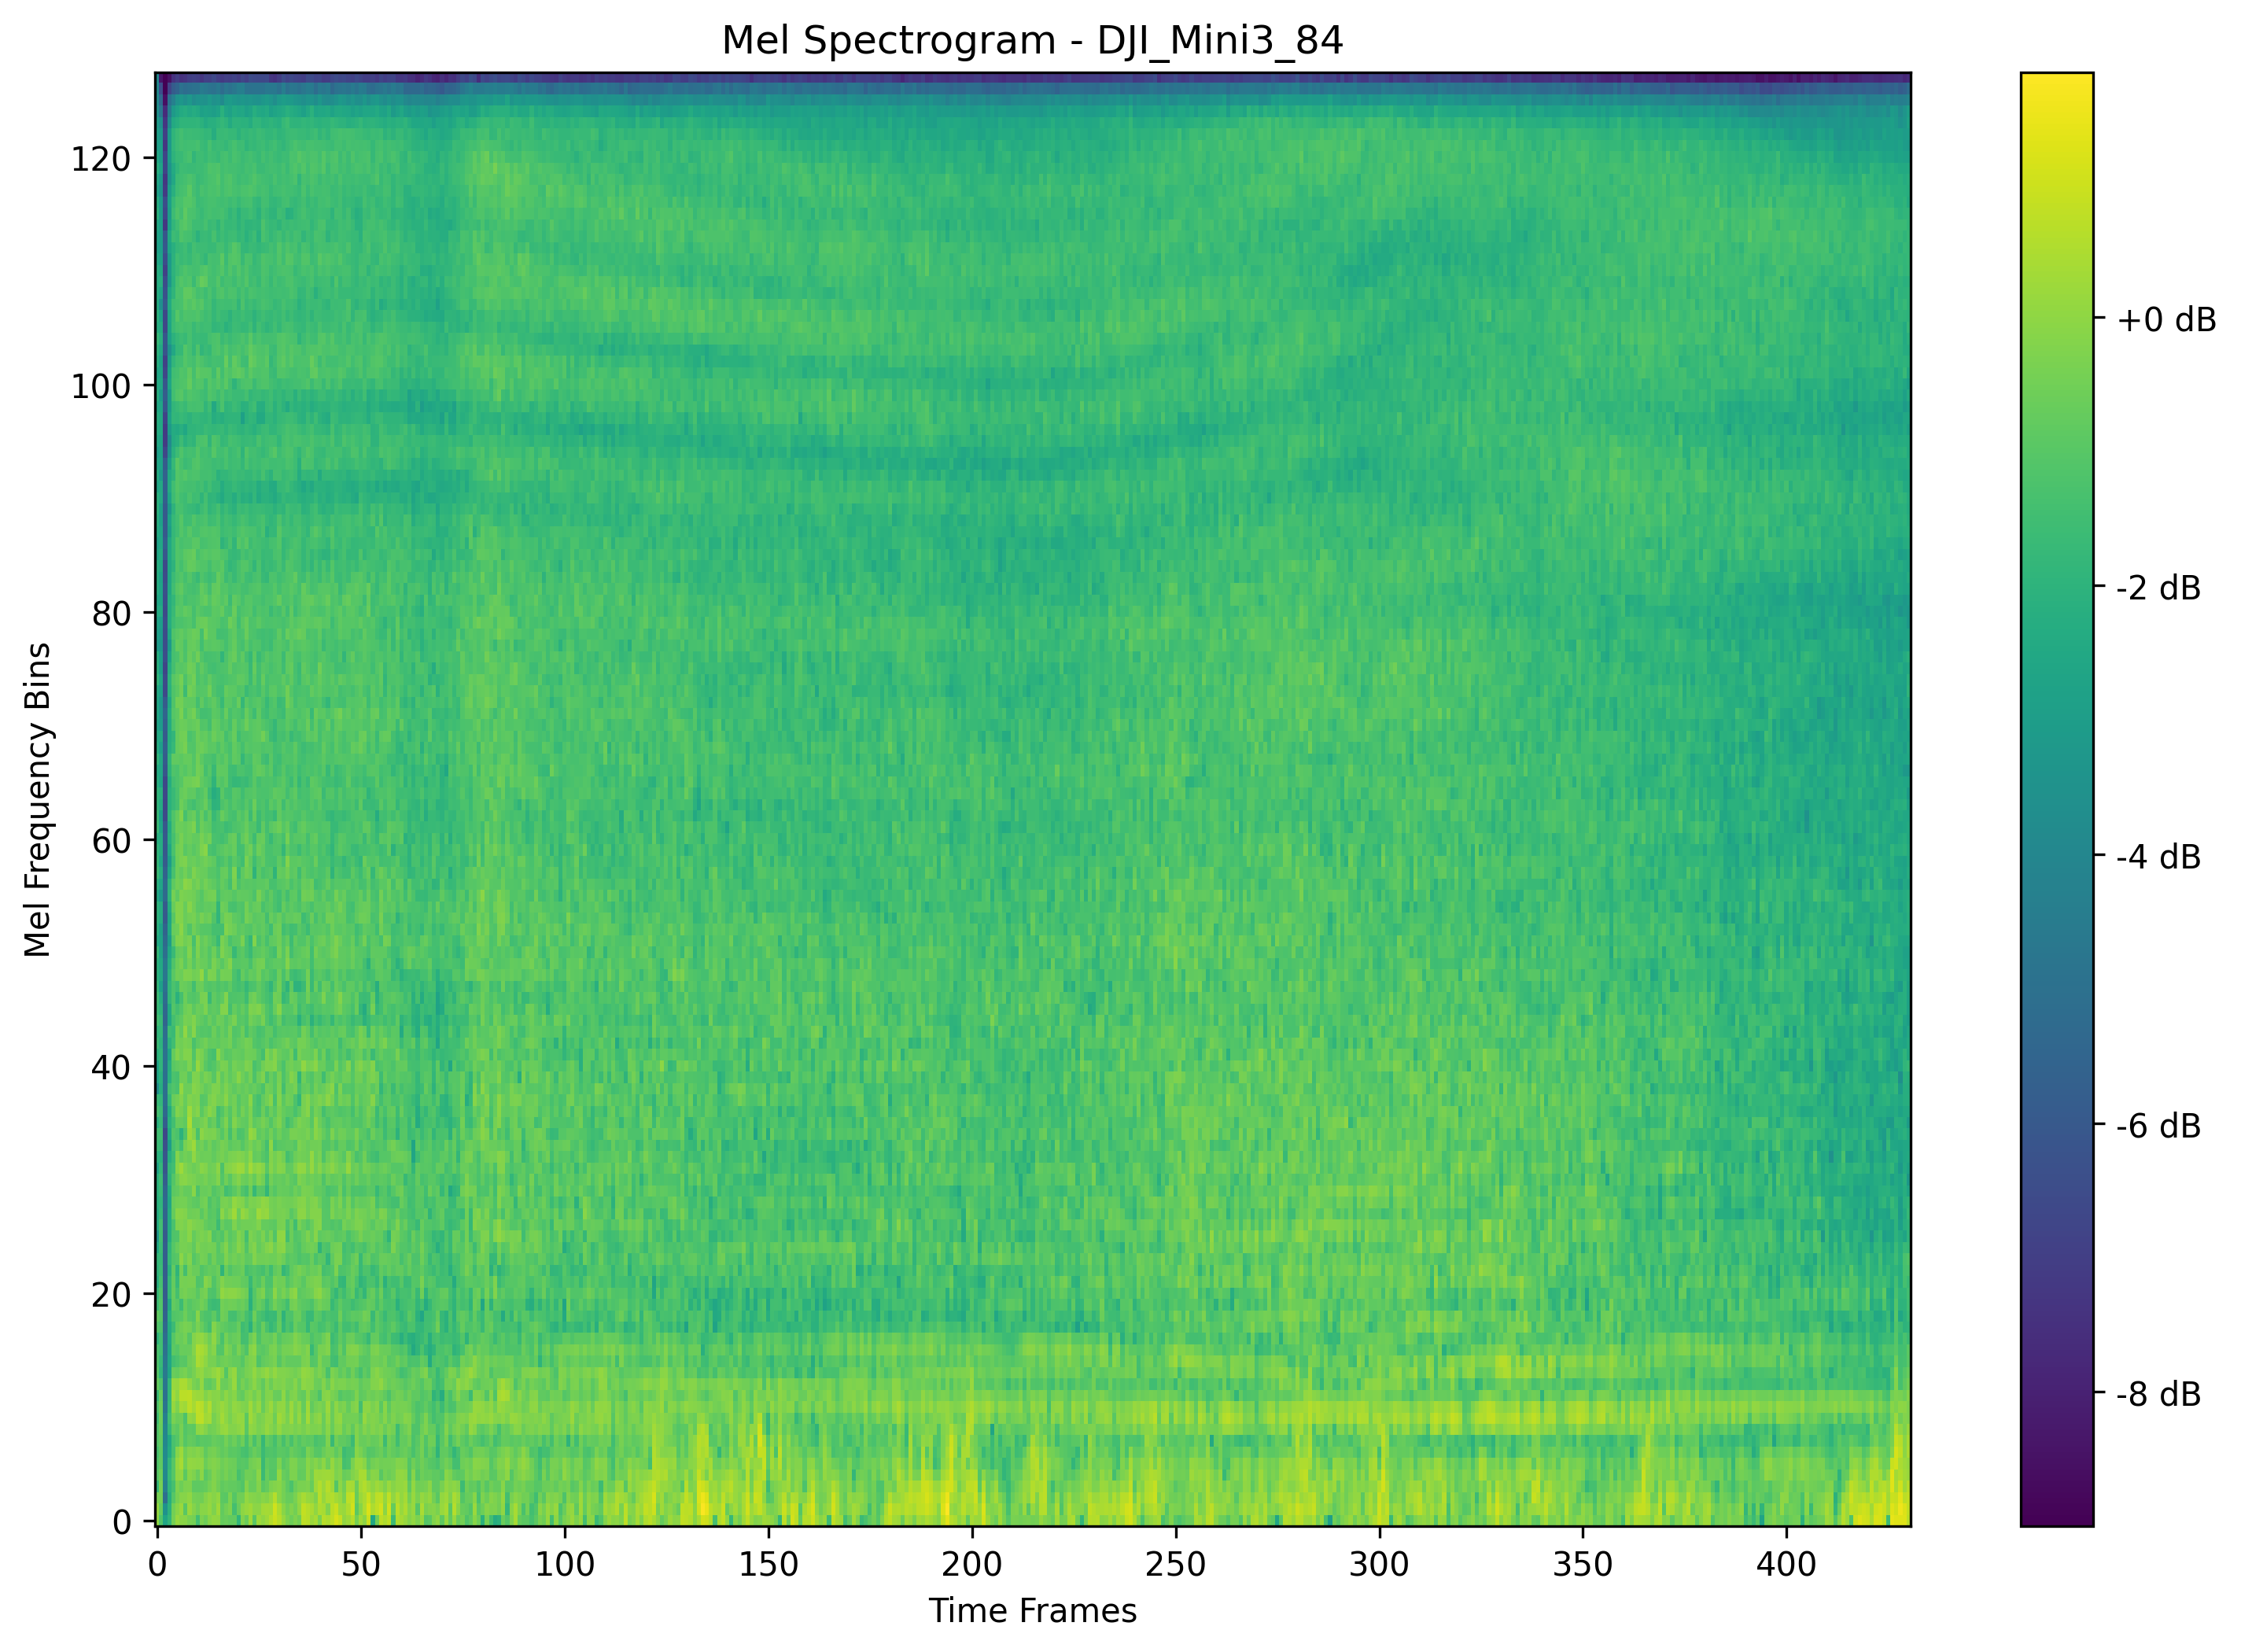 Mel Spectrogram - DJI_Mini3_84
Mel Frequency Bins
120
100
80
60
40
20
0
0 50 100 150 200 250 300 350 400
Time Frames
+0 dB
-2 dB
-4 dB
-6 dB
-8 dB